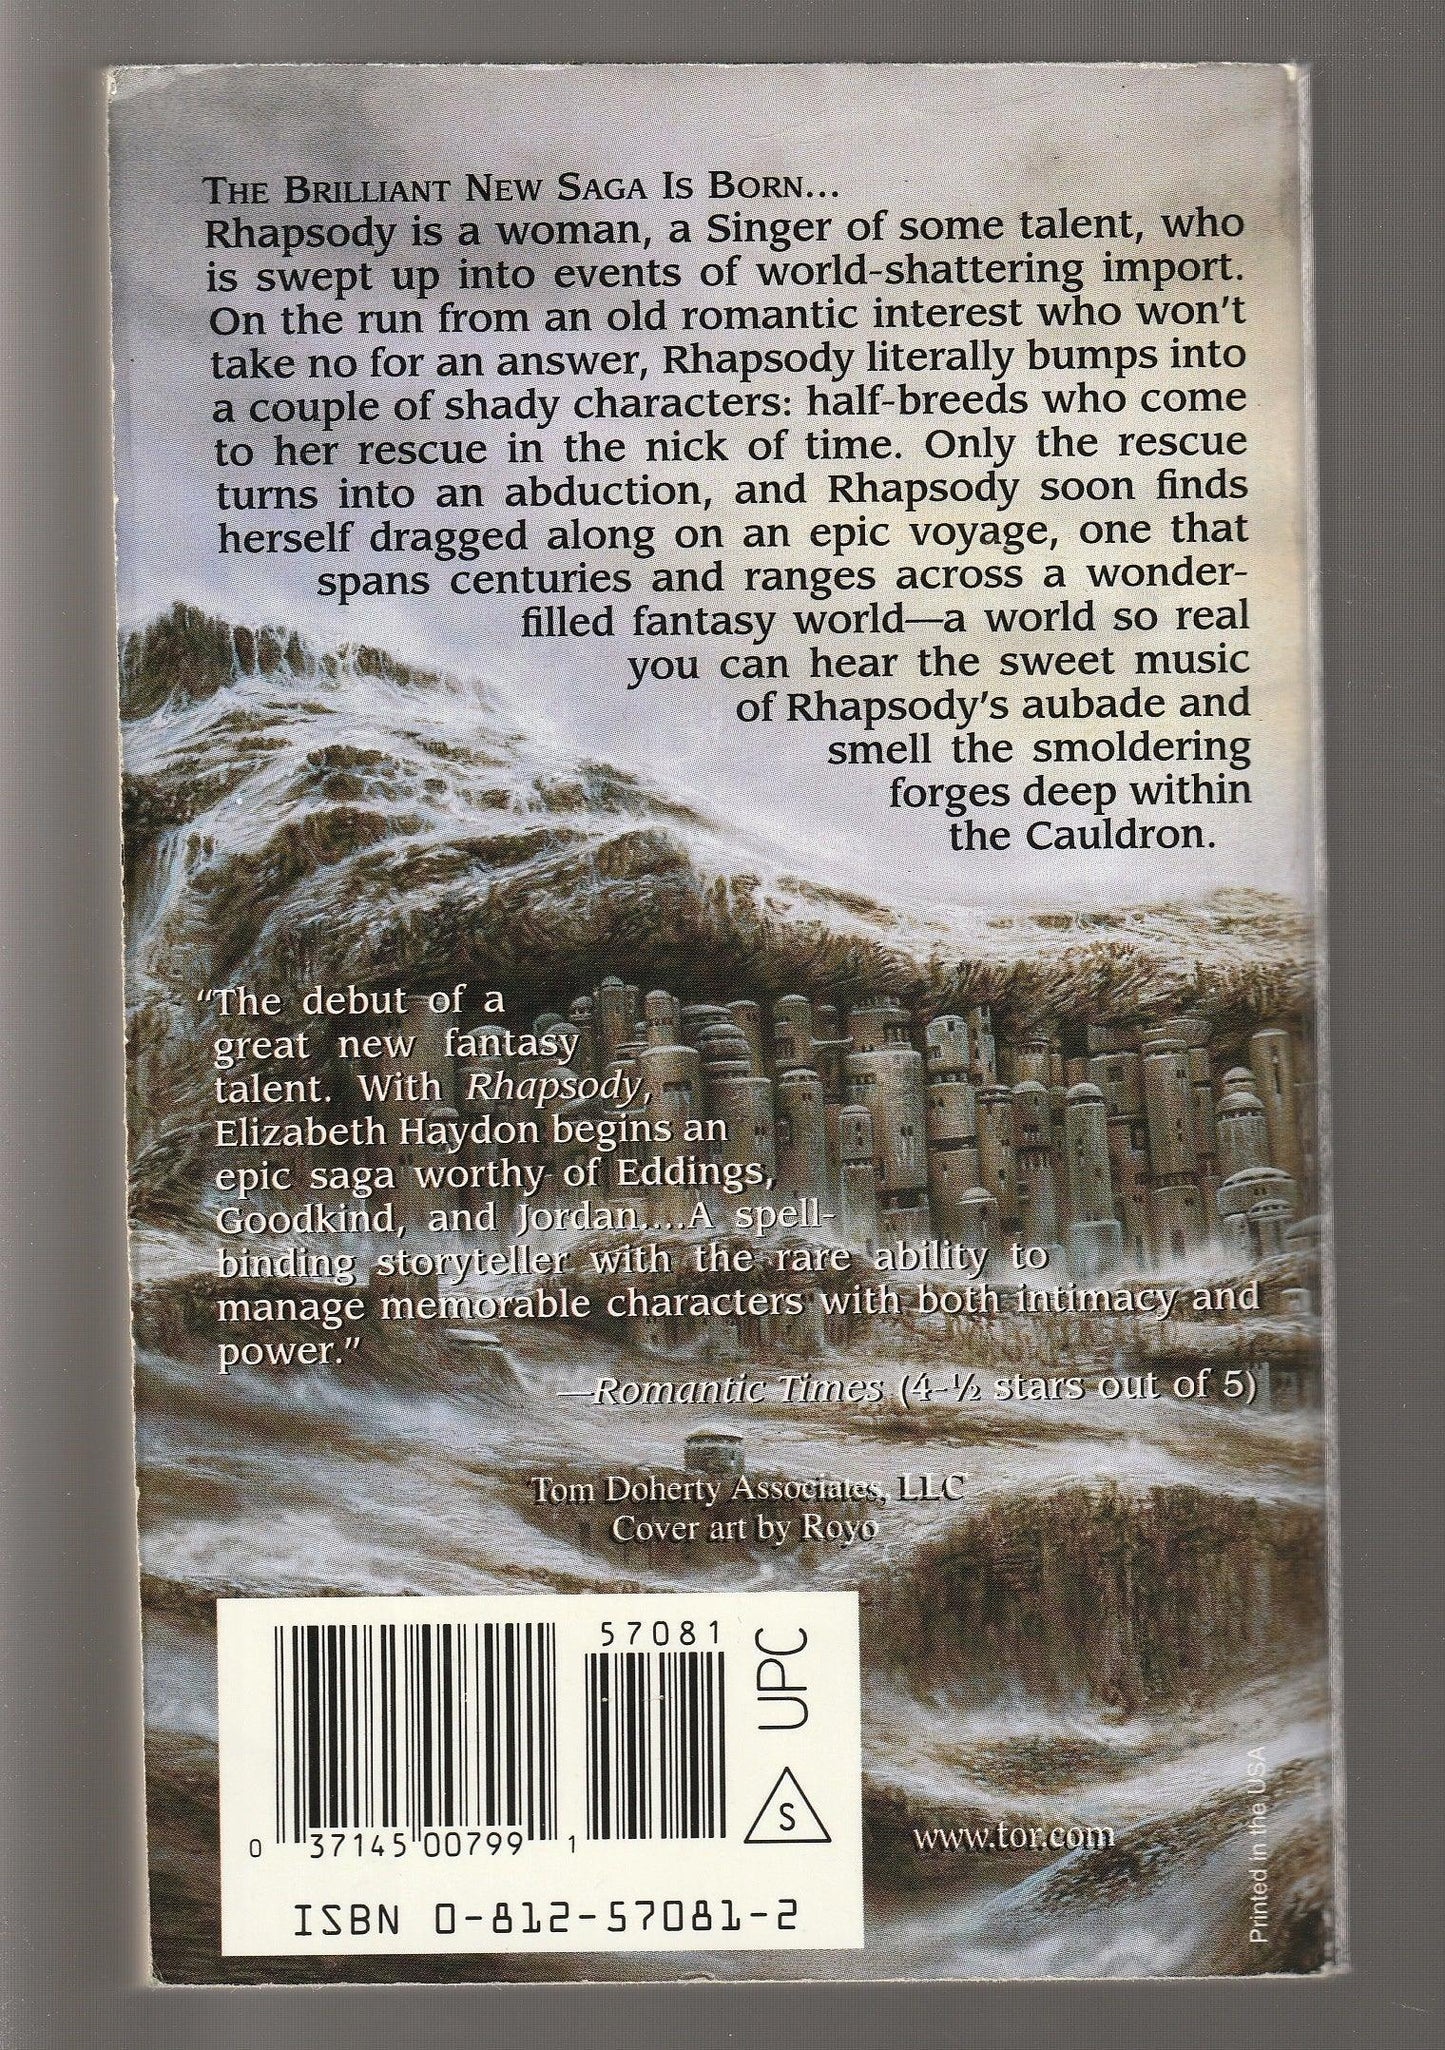 THE BRILLIANT NEW SAGA IS BORN...
Rhapsody is a woman, a Singer of some talent, who
is swept up into events of world-shattering import.
On the run from an old romantic interest who won't
take no for an answer, Rhapsody literally bumps into
a couple of shady characters: half-breeds who come
to her rescue in the nick of time. Only the rescue
turns into an abduction, and Rhapsody soon finds
herself dragged along on an epic voyage, one that
spans centuries and ranges across a wonder-
filled fantasy world—a world so real
you can hear the sweet music
of Rhapsody's aubade and
smell the smoldering
forges deep within
the Cauldron.
"The debut of a
great new fantasy
talent. With Rhapsody,
Elizabeth Haydon begins an
epic saga worthy of Eddings,
Goodkind, and Jordan....A spell-
binding storyteller with the rare ability to
manage memorable characters with both intimacy and
power."
—Romantic Times (4-½ stars out of 5)
Tom Doherty Associates, LLC
Cover art by Royo
57081
UPC
S
0 37145 00799 1
ISBN 0-812-57081-2
www.tor.com
Printed in the USA